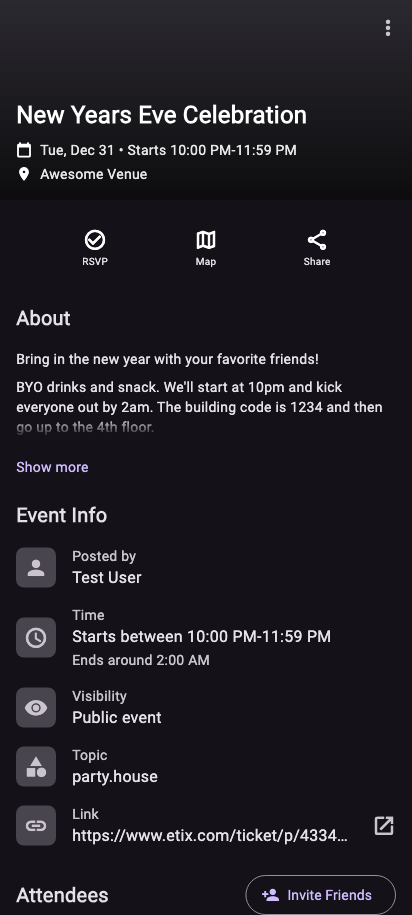 New Years Eve Celebration
Tue, Dec 31 • Starts 10:00 PM-11:59 PM
Awesome Venue
RSVP
Map
Share
About
Bring in the new year with your favorite friends!
BYO drinks and snack. We'll start at 10pm and kick
everyone out by 2am. The building code is 1234 and then
go up to the 4th floor.
Show more
Event Info
Posted by
Test User
Time
Starts between 10:00 PM-11:59 PM
Ends around 2:00 AM
Visibility
Public event
Topic
party.house
Link
https://www.etix.com/ticket/p/4334...
Attendees
Invite Friends